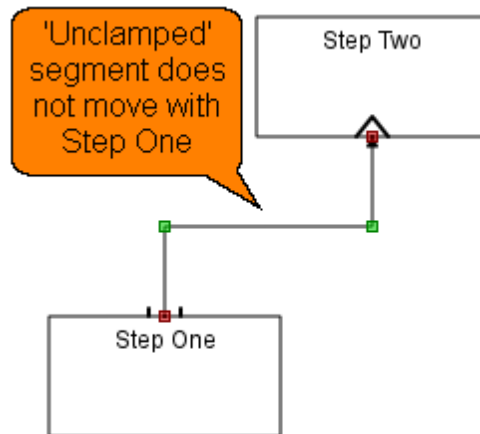 'Unclamped'
segment does
not move with
Step One
Step Two
Step One